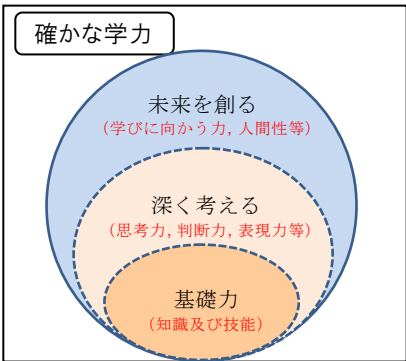 確かな学力
未来を創る
(学びに向かう力, 人間性等)
深く考える
(思考力, 判断力, 表現力等)
基礎力
(知識及び技能)